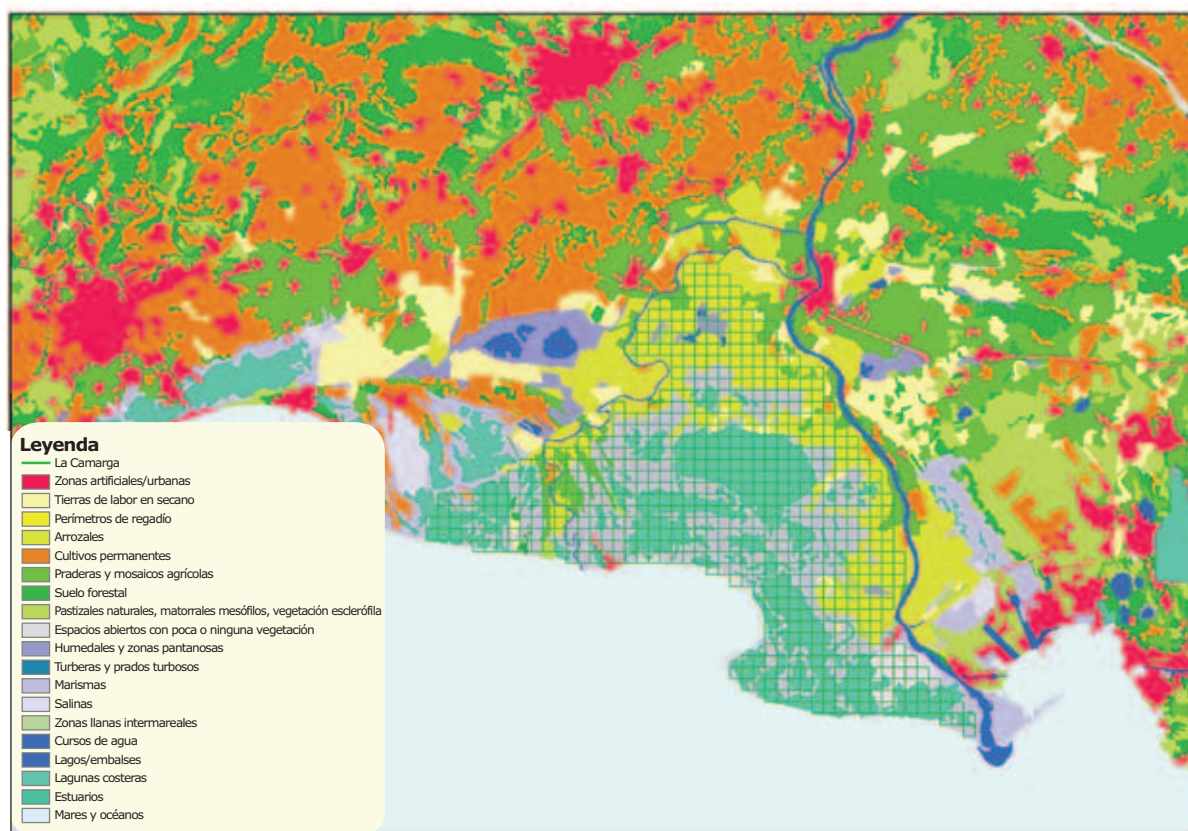 Leyenda
La Camarga
Zonas artificiales/urbanas
Tierras de labor en secano
Perímetros de regadío
Arrozales
Cultivos permanentes
Praderas y mosaicos agrícolas
Suelo forestal
Pastizales naturales, matorrales mesófilos, vegetación esclerófila
Espacios abiertos con poca o ninguna vegetación
Humedales y zonas pantanosas
Turberas y prados turbosos
Marismas
Salinas
Zonas llanas intermareales
Cursos de agua
Lagos/embalses
Lagunas costeras
Estuarios
Mares y océanos